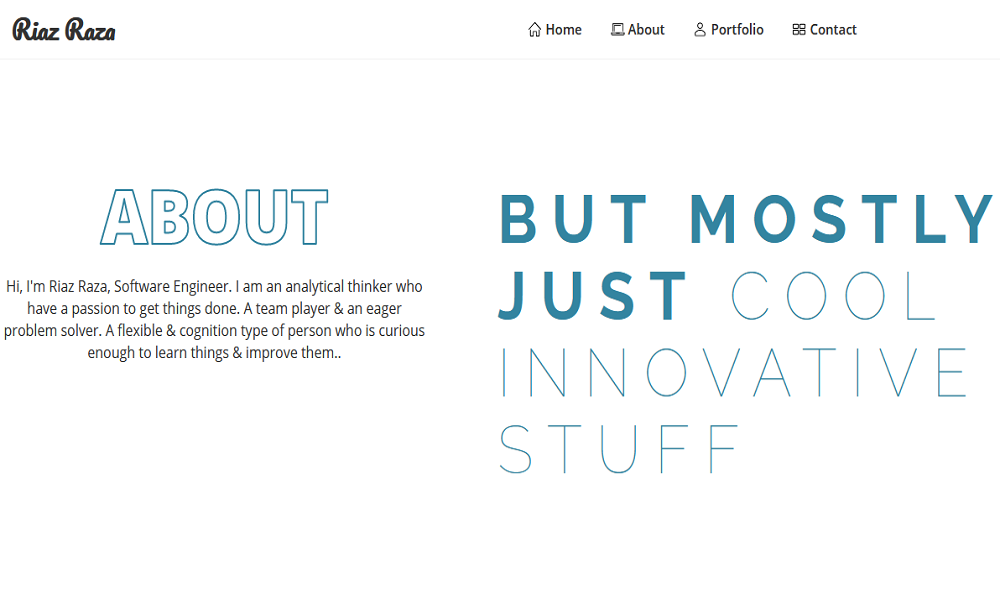 Riaz Raza
Home About Portfolio Contact
ABOUT
Hi, I'm Riaz Raza, Software Engineer. I am an analytical thinker who
have a passion to get things done. A team player & an eager
problem solver. A flexible & cognition type of person who is curious
enough to learn things & improve them..
BUT MOSTLY
JUST COOL
INNOVATIVE
STUFF